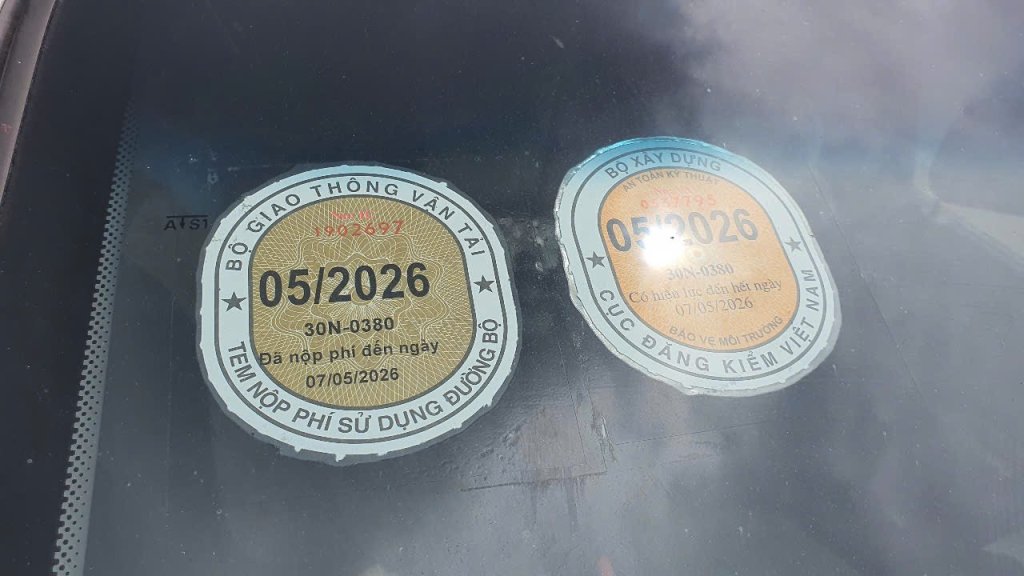 BỘ GIAO THÔNG VẬN TẢI
1902697
05/2026
30N-0380
Đã nộp phí đến ngày
07/05/2026
TEM NỘP PHÍ SỬ DỤNG ĐƯỜNG BỘ
BỘ XÂY DỰNG
AN TOÀN KỸ THUẬT
05/2026
30N-0380
Có hiệu lực đến hết ngày
07/05/2026
BẢO VỆ MÔI TRƯỜNG
CỤC ĐĂNG KIỂM VIỆT NAM